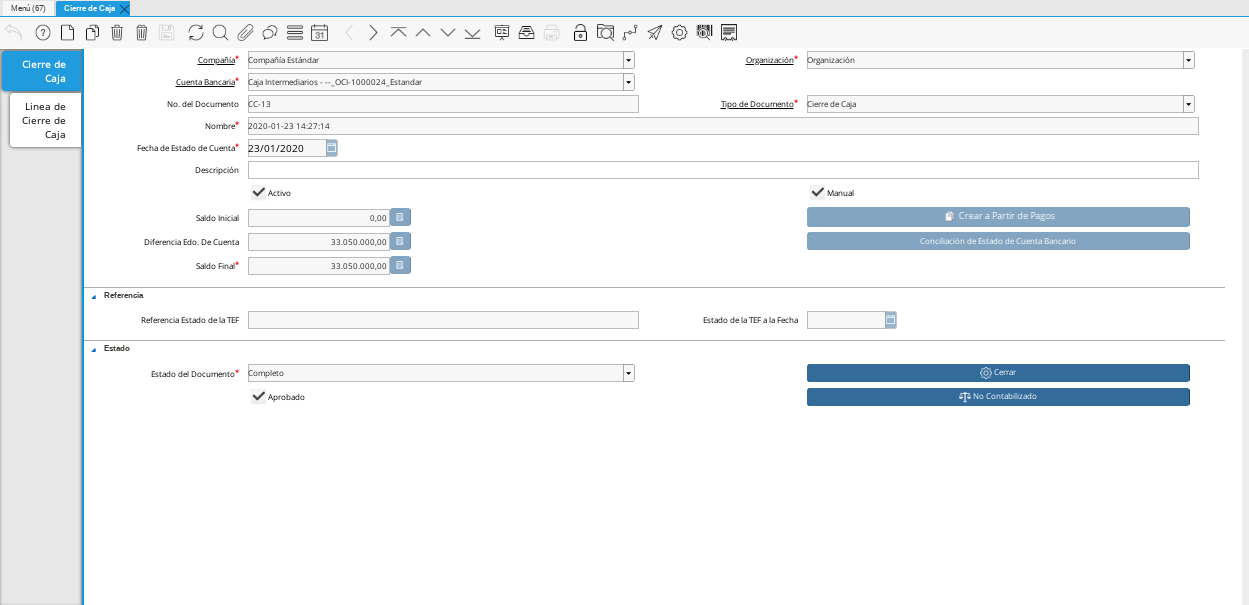 Menú (67) Cierre de Caja
31
Cierre de
Caja
Linea de
Cierre de
Caja
Compañía* Compañía Estándar Organización* Organización
Cuenta Bancaria* Caja Intermediarios - --_OCI-1000024_Estandar
No. del Documento CC-13 Tipo de Documento* Cierre de Caja
Nombre* 2020-01-23 14:27:14
Fecha de Estado de Cuenta* 23/01/2020
Descripción
Activo Manual
Saldo Inicial 0,00 Crear a Partir de Pagos
Diferencia Edo. De Cuenta 33.050.000,00 Conciliación de Estado de Cuenta Bancario
Saldo Final* 33.050.000,00
Referencia
Referencia Estado de la TEF Estado de la TEF a la Fecha
Estado
Estado del Documento* Completo Cerrar
Aprobado No Contabilizado